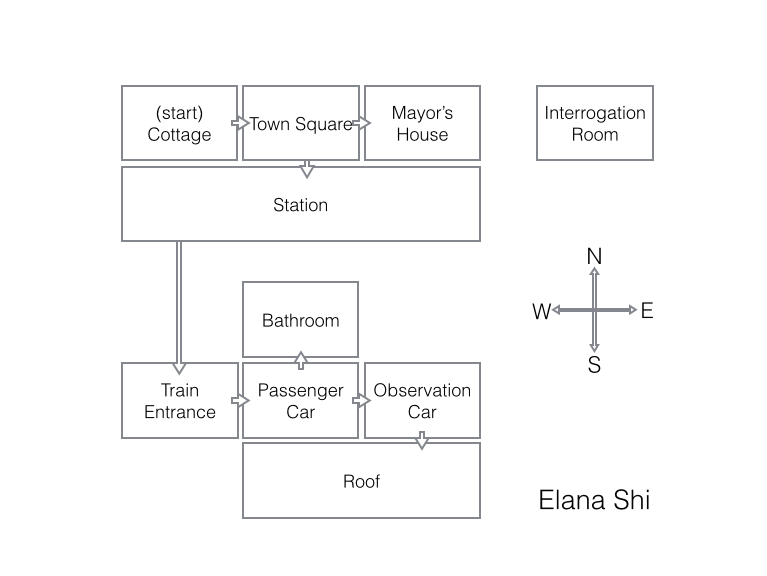 (start)
Cottage
Town Square
Mayor's
House
Interrogation
Room
Station
N
W
E
S
Bathroom
Train
Entrance
Passenger
Car
Observation
Car
Roof
Elana Shi